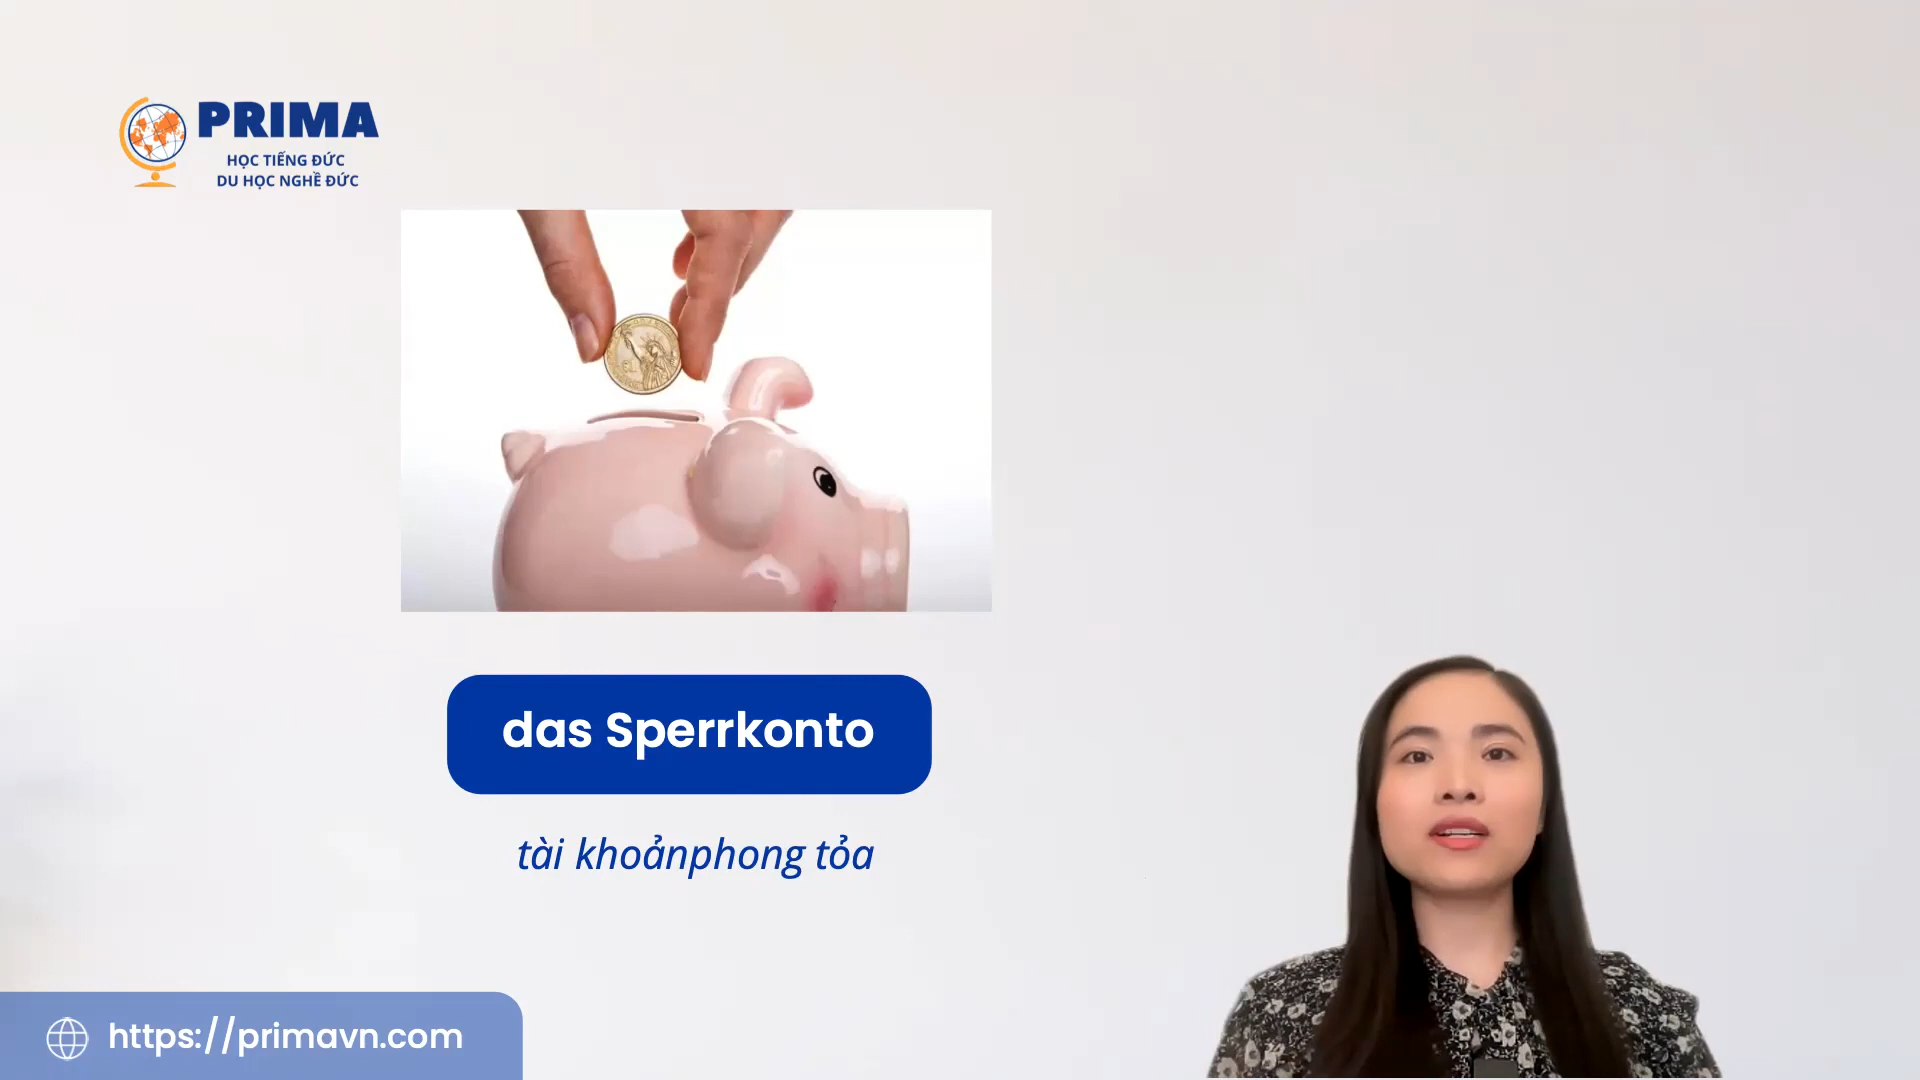 PRIMA
HỌC TIẾNG ĐỨC
DU HỌC NGHỀ ĐỨC
das Sperrkonto
tài khoảnphong tỏa
https://primavn.com